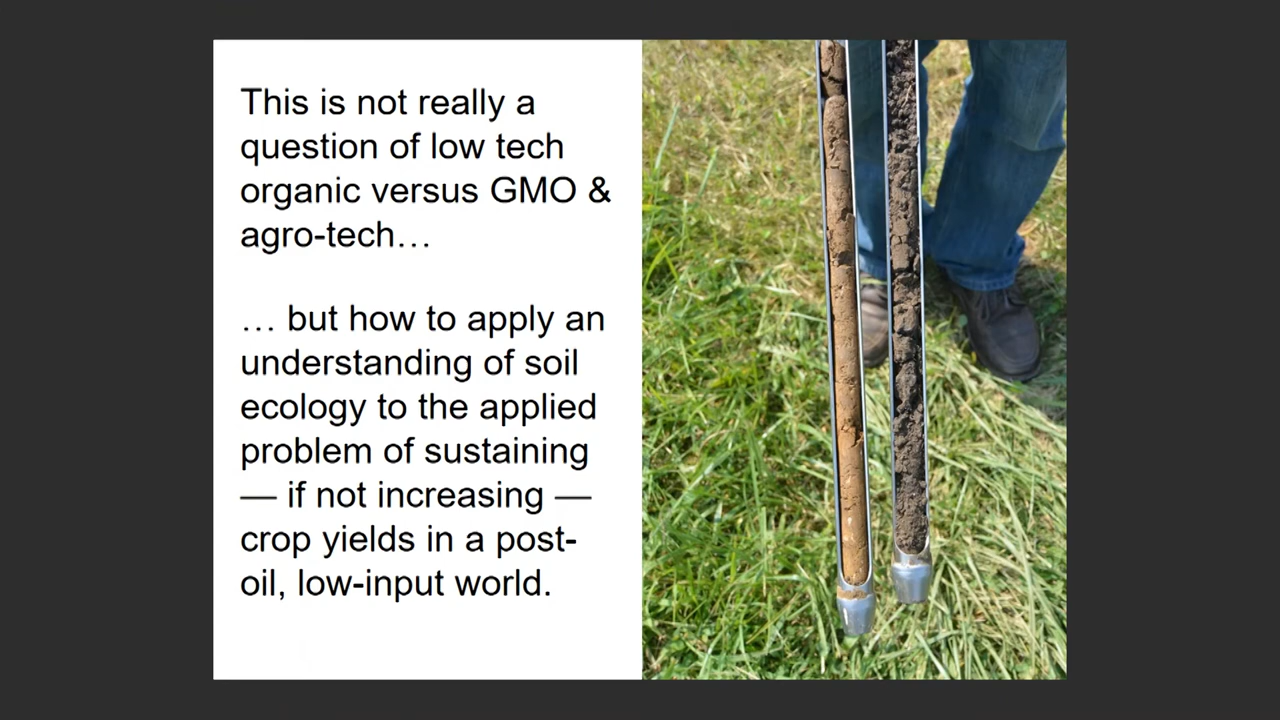 This is not really a
question of low tech
organic versus GMO &
agro-tech…
… but how to apply an
understanding of soil
ecology to the applied
problem of sustaining
— if not increasing —
crop yields in a post-
oil, low-input world.